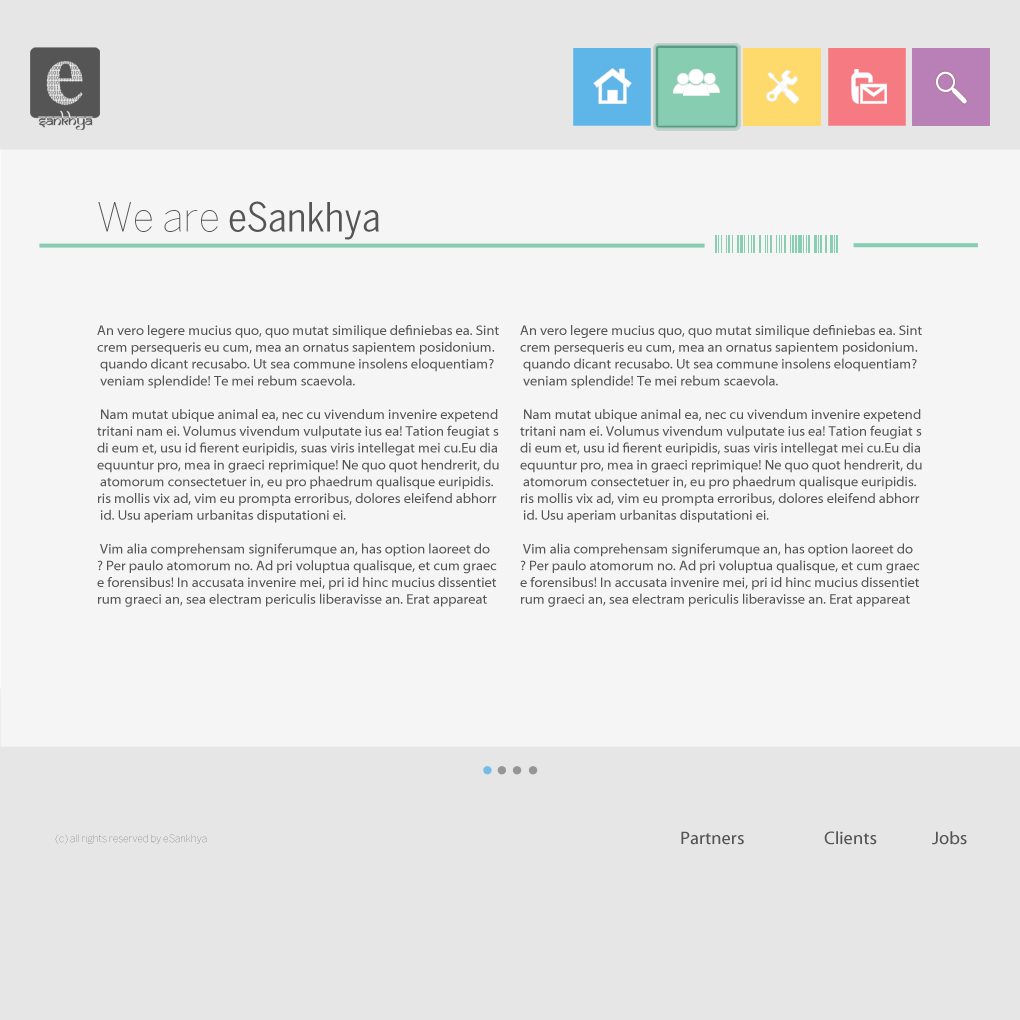 e
sankhya
We are eSankhya
An vero legere mucius quo, quo mutat similique definiebas ea. Sint
crem persequeris eu cum, mea an ornatus sapientem posidonium.
quando dicant recusabo. Ut sea commune insolens eloquentiam?
veniam splendide! Te mei rebum scaevola.
Nam mutat ubique animal ea, nec cu vivendum invenire expetend
tritani nam ei. Volumus vivendum vulputate ius ea! Tation feugiat s
di eum et, usu id fierent euripidis, suas viris intellegat mei cu.Eu dia
equuntur pro, mea in graeci reprimique! Ne quo quot hendrerit, du
atomorum consectetuer in, eu pro phaedrum qualisque euripidis.
ris mollis vix ad, vim eu prompta erroribus, dolores eleifend abhorr
id. Usu aperiam urbanitas disputationi ei.
Vim alia comprehensam signiferumque an, has option laoreet do
? Per paulo atomorum no. Ad pri voluptua qualisque, et cum graec
e forensibus! In accusata invenire mei, pri id hinc mucius dissentiet
rum graeci an, sea electram periculis liberavisse an. Erat appareat
An vero legere mucius quo, quo mutat similique definiebas ea. Sint
crem persequeris eu cum, mea an ornatus sapientem posidonium.
quando dicant recusabo. Ut sea commune insolens eloquentiam?
veniam splendide! Te mei rebum scaevola.
Nam mutat ubique animal ea, nec cu vivendum invenire expetend
tritani nam ei. Volumus vivendum vulputate ius ea! Tation feugiat s
di eum et, usu id fierent euripidis, suas viris intellegat mei cu.Eu dia
equuntur pro, mea in graeci reprimique! Ne quo quot hendrerit, du
atomorum consectetuer in, eu pro phaedrum qualisque euripidis.
ris mollis vix ad, vim eu prompta erroribus, dolores eleifend abhorr
id. Usu aperiam urbanitas disputationi ei.
Vim alia comprehensam signiferumque an, has option laoreet do
? Per paulo atomorum no. Ad pri voluptua qualisque, et cum graec
e forensibus! In accusata invenire mei, pri id hinc mucius dissentiet
rum graeci an, sea electram periculis liberavisse an. Erat appareat
(c) all rights reserved by eSankhya
Partners Clients Jobs